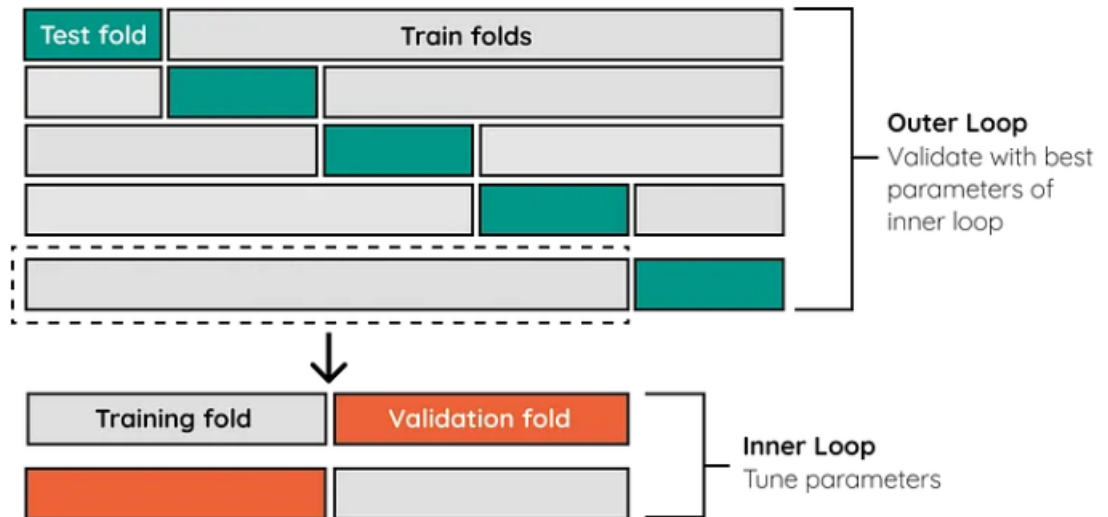 Test fold
Train folds
Outer Loop
Validate with best
parameters of
inner loop
Training fold
Validation fold
Inner Loop
Tune parameters